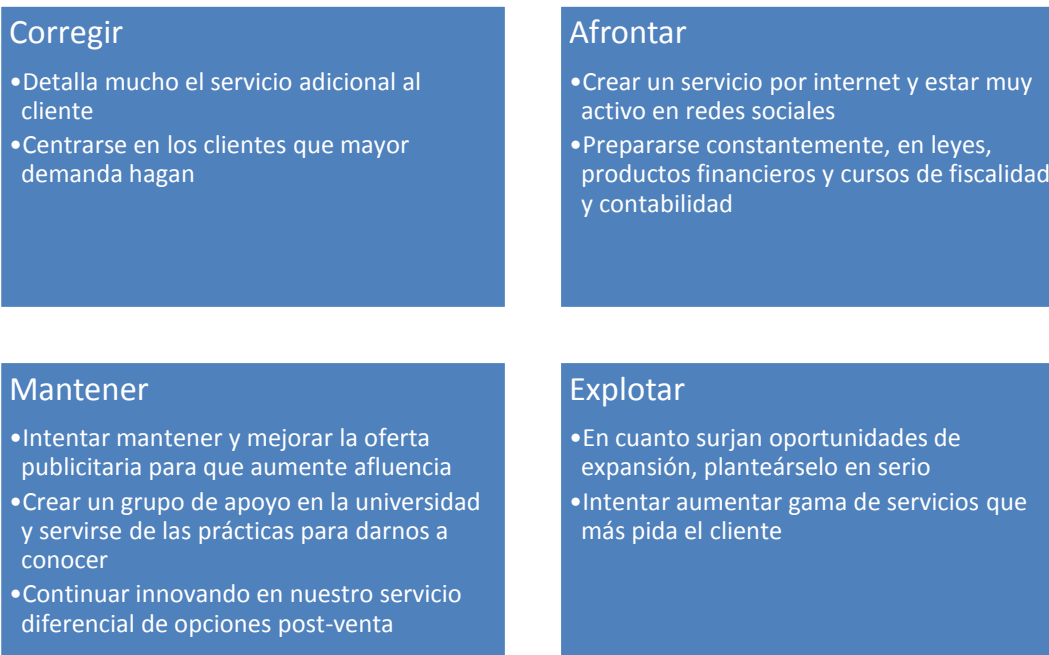 Corregir
•Detalla mucho el servicio adicional al
cliente
•Centrarse en los clientes que mayor
demanda hagan
Afrontar
•Crear un servicio por internet y estar muy
activo en redes sociales
•Prepararse constantemente, en leyes,
productos financieros y cursos de fiscalidad
y contabilidad
Mantener
•Intentar mantener y mejorar la oferta
publicitaria para que aumente afluencia
•Crear un grupo de apoyo en la universidad
y servirse de las prácticas para darnos a
conocer
•Continuar innovando en nuestro servicio
diferencial de opciones post-venta
Explotar
•En cuanto surjan oportunidades de
expansión, planteárselo en serio
•Intentar aumentar gama de servicios que
más pida el cliente